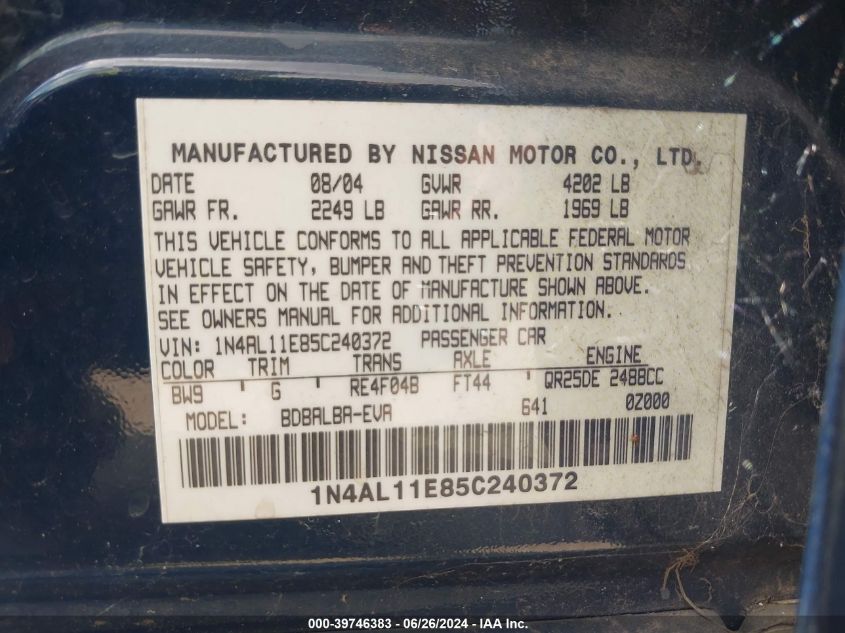 MANUFACTURED BY NISSAN MOTOR CO., LTD.
DATE 08/04 GVWR 4202 LB
GAWR FR. 2249 LB GAWR RR. 1969 LB
THIS VEHICLE CONFORMS TO ALL APPLICABLE FEDERAL MOTOR
VEHICLE SAFETY, BUMPER AND THEFT PREVENTION STANDARDS
IN EFFECT ON THE DATE OF MANUFACTURE SHOWN ABOVE.
SEE OWNERS MANUAL FOR ADDITIONAL INFORMATION.
VIN: 1N4AL11E85C240372 PASSENGER CAR
COLOR TRIM TRANS AXLE ENGINE
BW9 G RE4F04B FT44 QR25DE 2488CC
MODEL: BDBALBA-EVA 641 0Z000
1N4AL11E85C240372
000-39746383 / 06/26/2024 - IAA Inc.